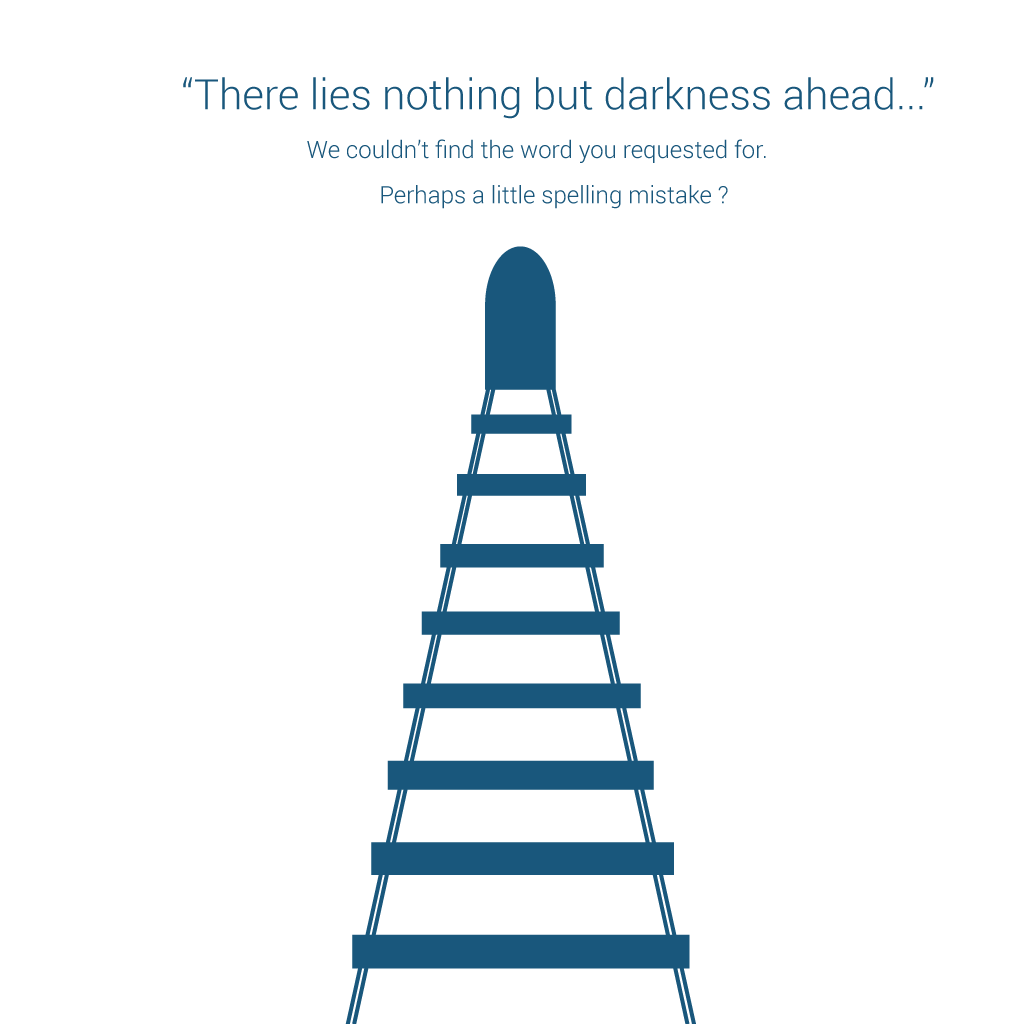 “There lies nothing but darkness ahead...”
We couldn’t find the word you requested for.
Perhaps a little spelling mistake ?